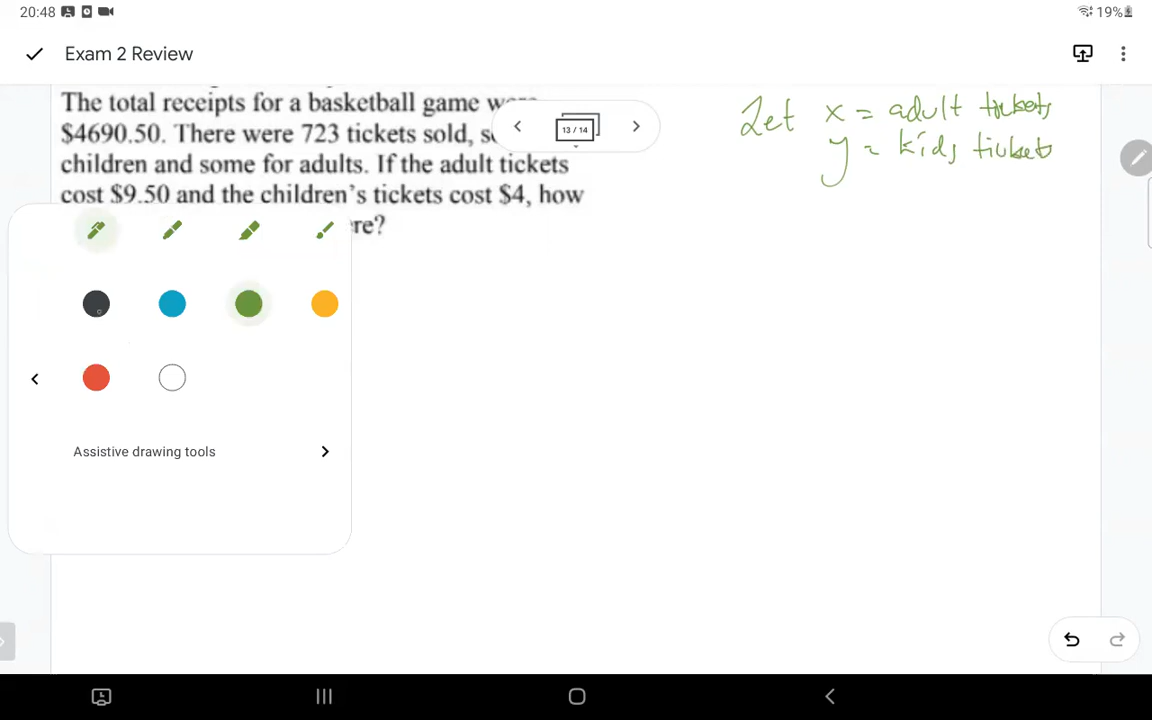 20:48 19%
Exam 2 Review
The total receipts for a basketball game
$4690.50. There were 723 tickets sold,
13 / 14
children and some for adults. If the adult tickets
cost $9.50 and the children's tickets cost $4, how
re?
Let x = adult tickets
y = kids tickets
Assistive drawing tools